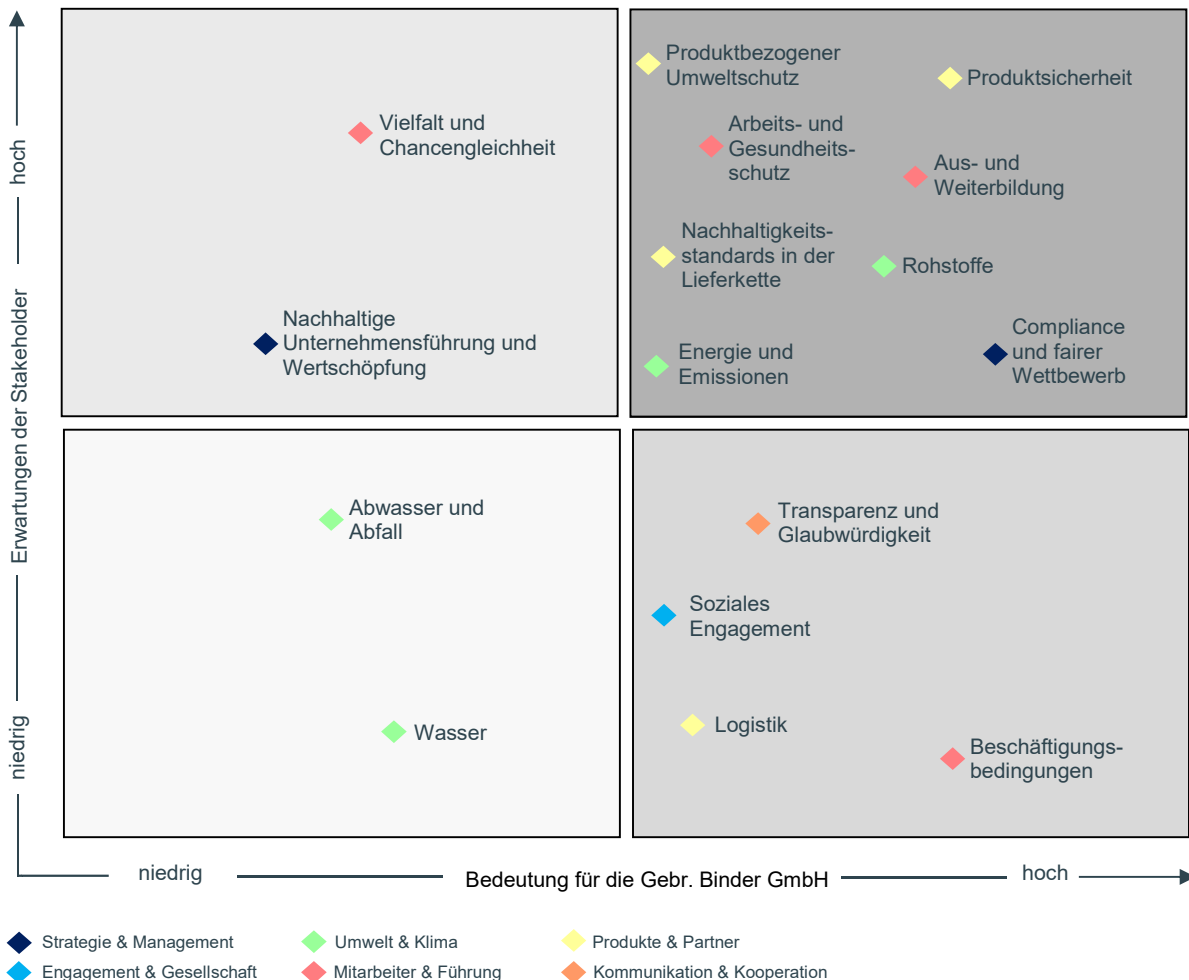 Produktbezogener
Umweltschutz
Produktsicherheit
Vielfalt und
Chancengleichheit
Arbeits- und
Gesundheits-
schutz
Aus- und
Weiterbildung
Nachhaltigkeits-
standards in der
Lieferkette
Rohstoffe
Nachhaltige
Unternehmensführung und
Wertschöpfung
Energie und
Emissionen
Compliance
und fairer
Wettbewerb
Abwasser und
Abfall
Transparenz und
Glaubwürdigkeit
Soziales
Engagement
Wasser
Logistik
Beschäftigungs-
bedingungen
niedrig Erwartungen der Stakeholder hoch
niedrig Bedeutung für die Gebr. Binder GmbH hoch
Strategie & Management Umwelt & Klima Produkte & Partner
Engagement & Gesellschaft Mitarbeiter & Führung Kommunikation & Kooperation